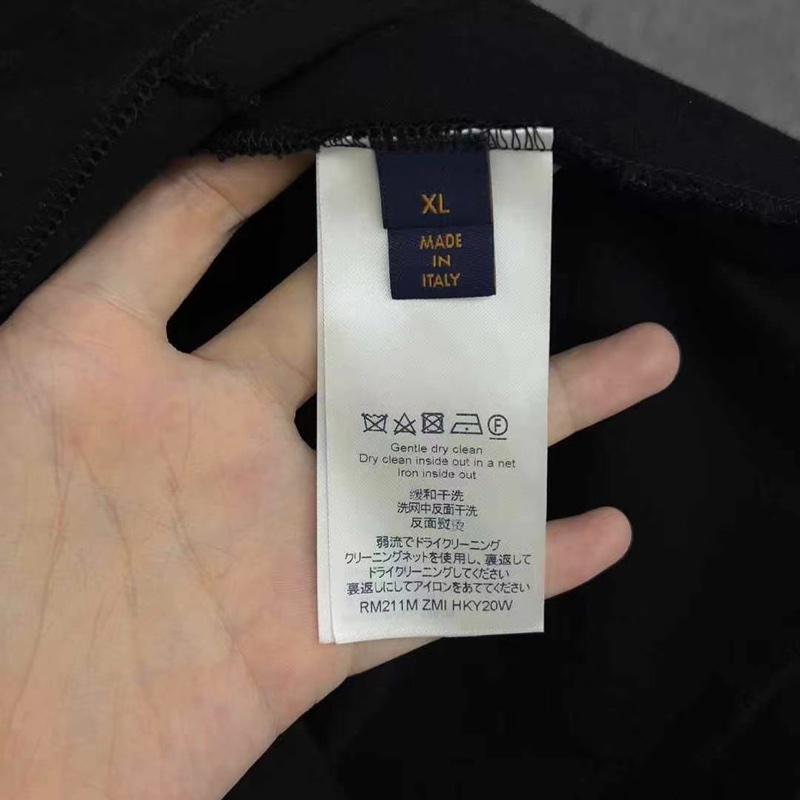 XL
MADE
IN
ITALY
Gentle dry clean
Dry clean inside out in a net
Iron inside out
缓和干洗
洗网中反面干洗
反面熨烫
弱流でドライクリーニング
クリーニングネットを使用し、裏返して
ドライクリーニングしてください
裏返しにしてアイロンをあててください
RM211M ZMI HKY20W